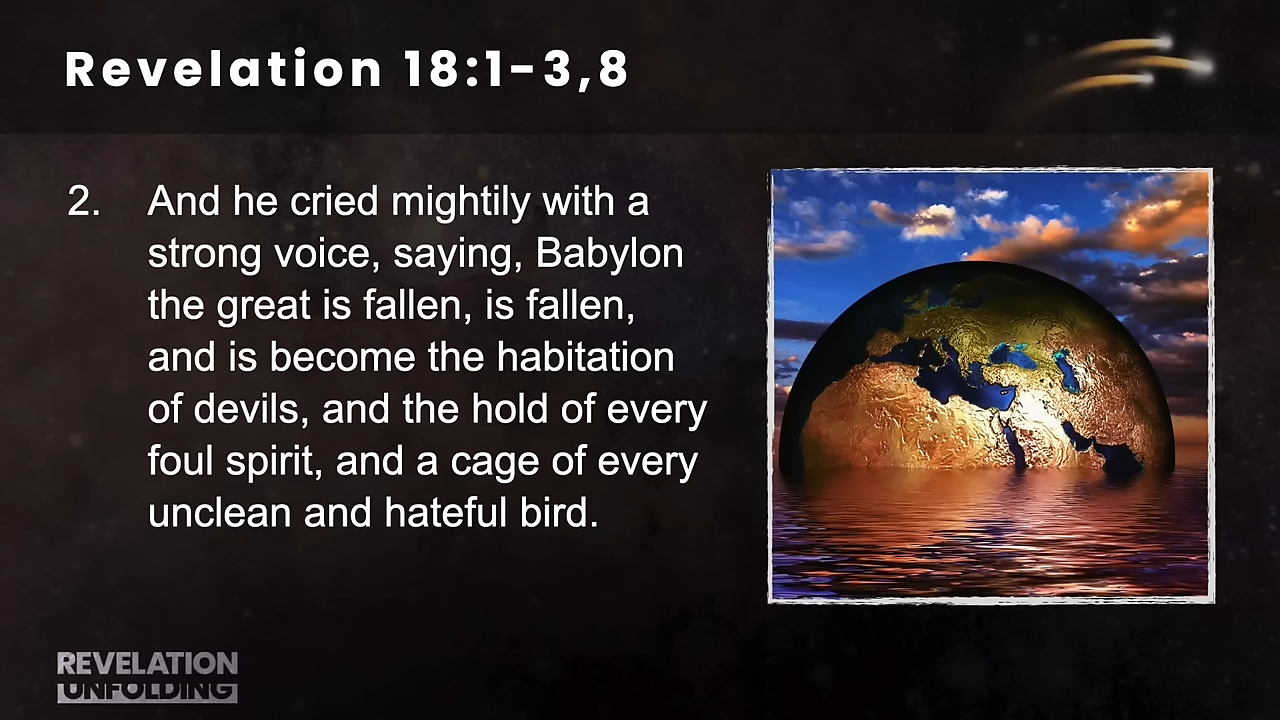 Revelation 18:1-3,8
2. And he cried mightily with a
strong voice, saying, Babylon
the great is fallen, is fallen,
and is become the habitation
of devils, and the hold of every
foul spirit, and a cage of every
unclean and hateful bird.
REVELATION
UNFOLDING